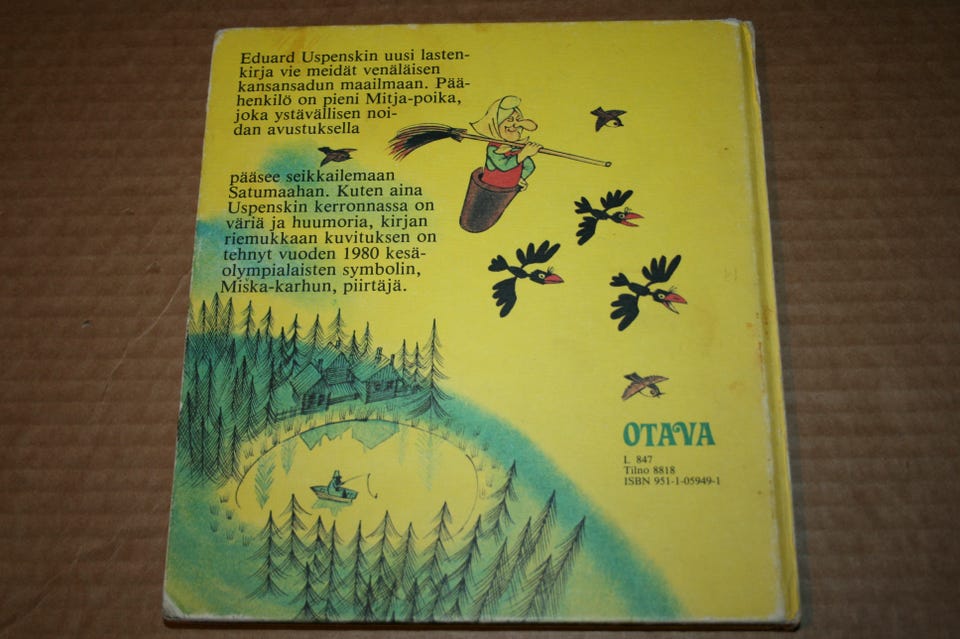 Eduard Uspenskin uusi lasten-
kirja vie meidät venäläisen
kansansadun maailmaan. Pää-
henkilö on pieni Mitja-poika,
joka ystävällisen noi-
dan avustuksella
pääsee seikkailemaan
Satumaahan. Kuten aina
Uspenskin kerronnassa on
väriä ja huumoria, kirjan
riemukkaan kuvituksen on
tehnyt vuoden 1980 kesä-
olympialaisten symbolin,
Miska-karhun, piirtäjä.
OTAVA
L 847
Tilno 8818
ISBN 951-1-05949-1